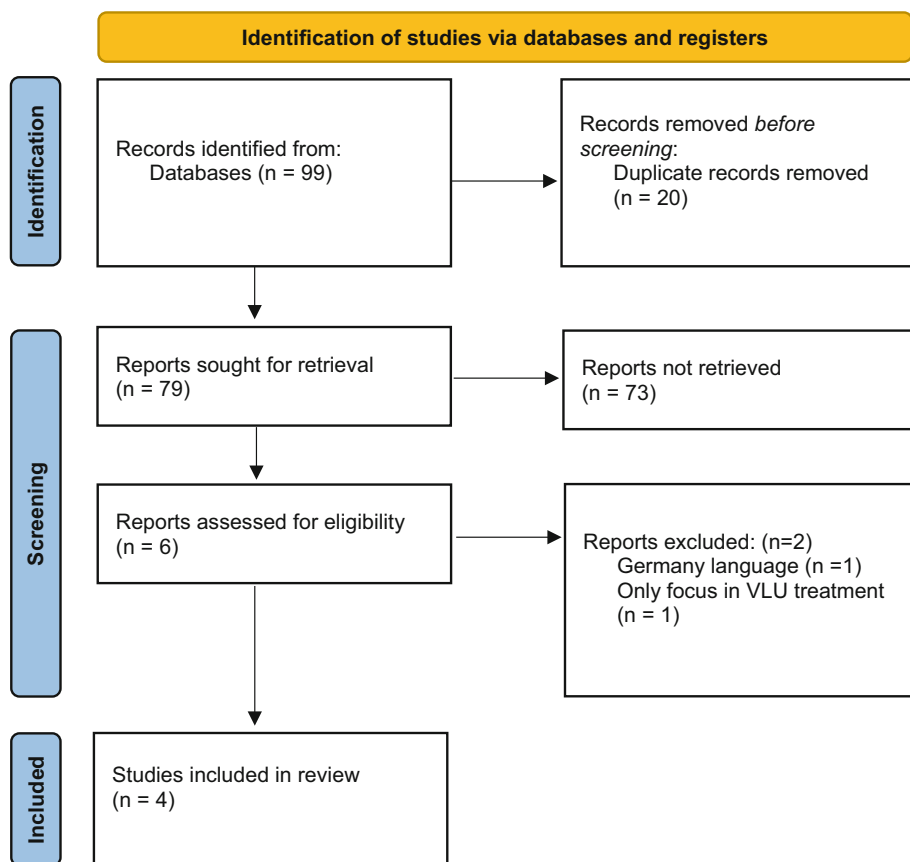 Identification of studies via databases and registers
Identification
Records identified from:
Databases (n = 99)
Records removed before
screening:
Duplicate records removed
(n = 20)
Screening
Reports sought for retrieval
(n = 79)
Reports not retrieved
(n = 73)
Reports assessed for eligibility
(n = 6)
Reports excluded: (n=2)
Germany language (n =1)
Only focus in VLU treatment
(n = 1)
Included
Studies included in review
(n = 4)